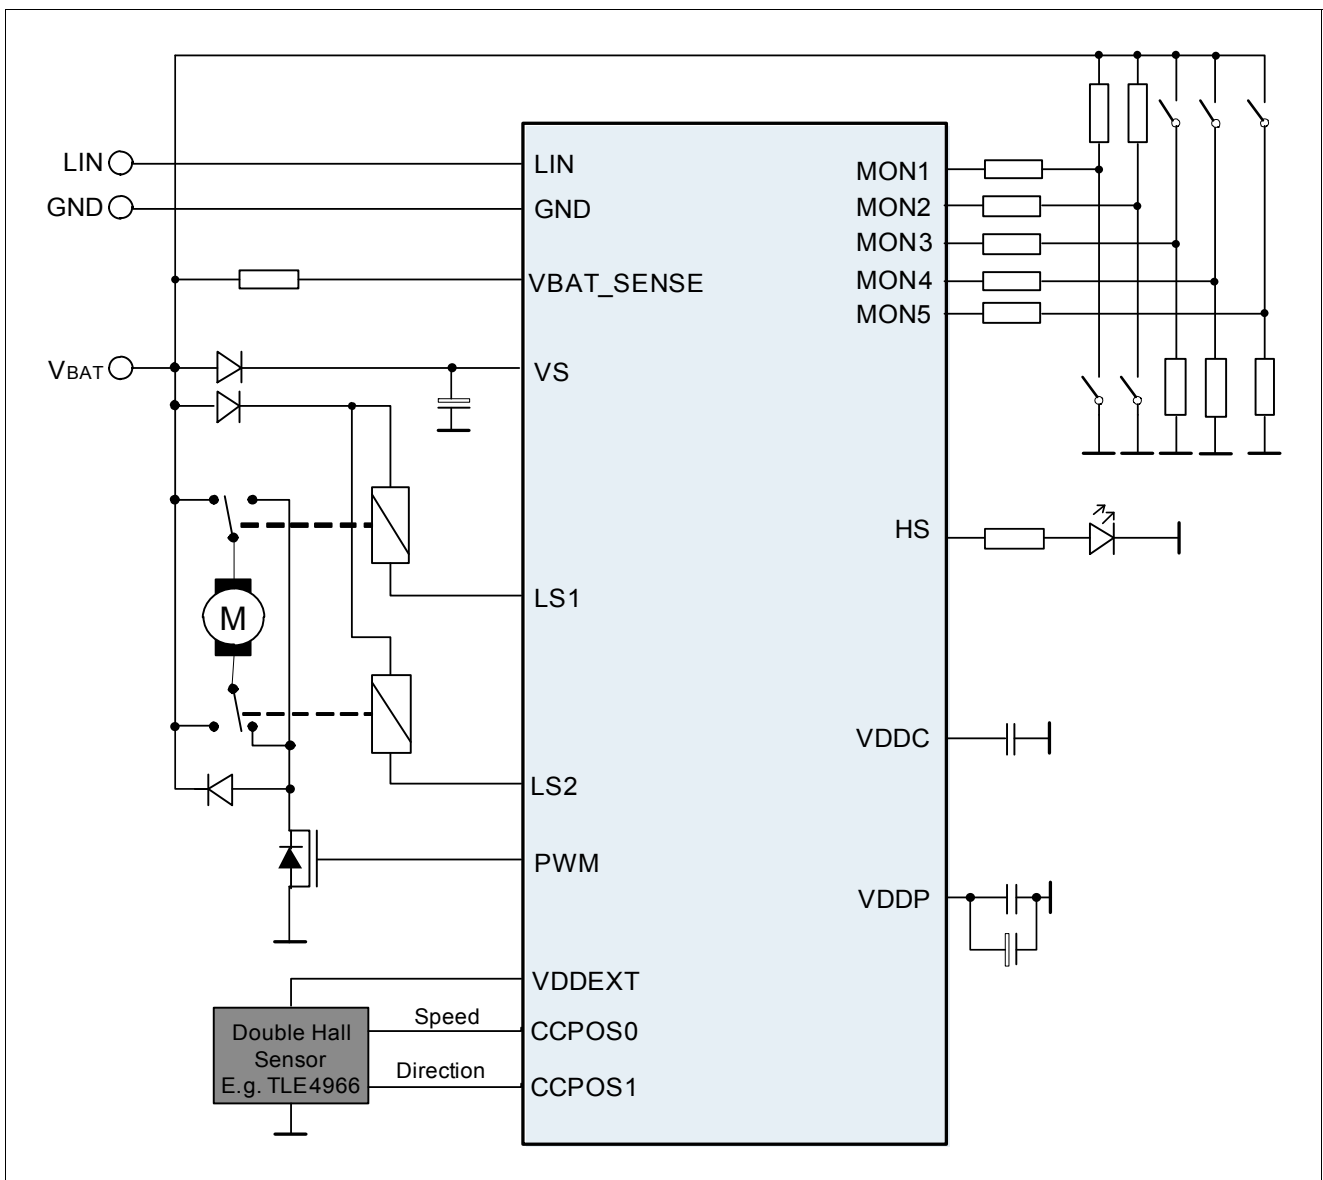 LIN
GND
VBAT
LIN
GND
VBAT_SENSE
VS
LS1
LS2
PWM
VDDEXT
CCPOS0
CCPOS1
MON1
MON2
MON3
MON4
MON5
HS
VDDC
VDDP
M
Speed
Direction
Double Hall
Sensor
E.g. TLE4966